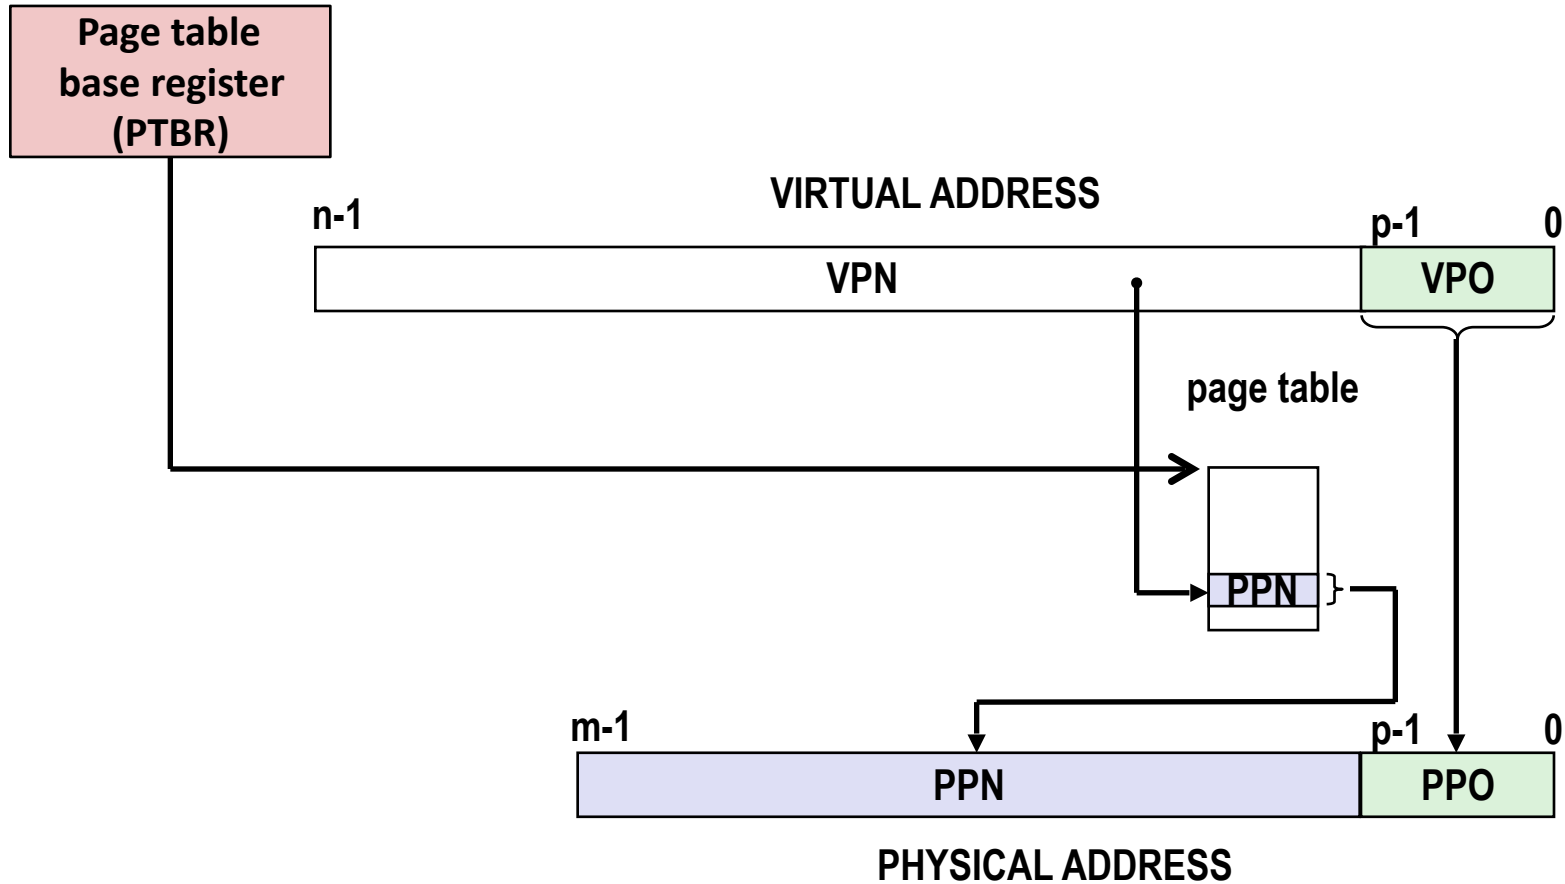 Page table
base register
(PTBR)
VIRTUAL ADDRESS
n-1
p-1
0
VPN
VPO
page table
PPN
m-1
p-1
0
PPN
PPO
PHYSICAL ADDRESS